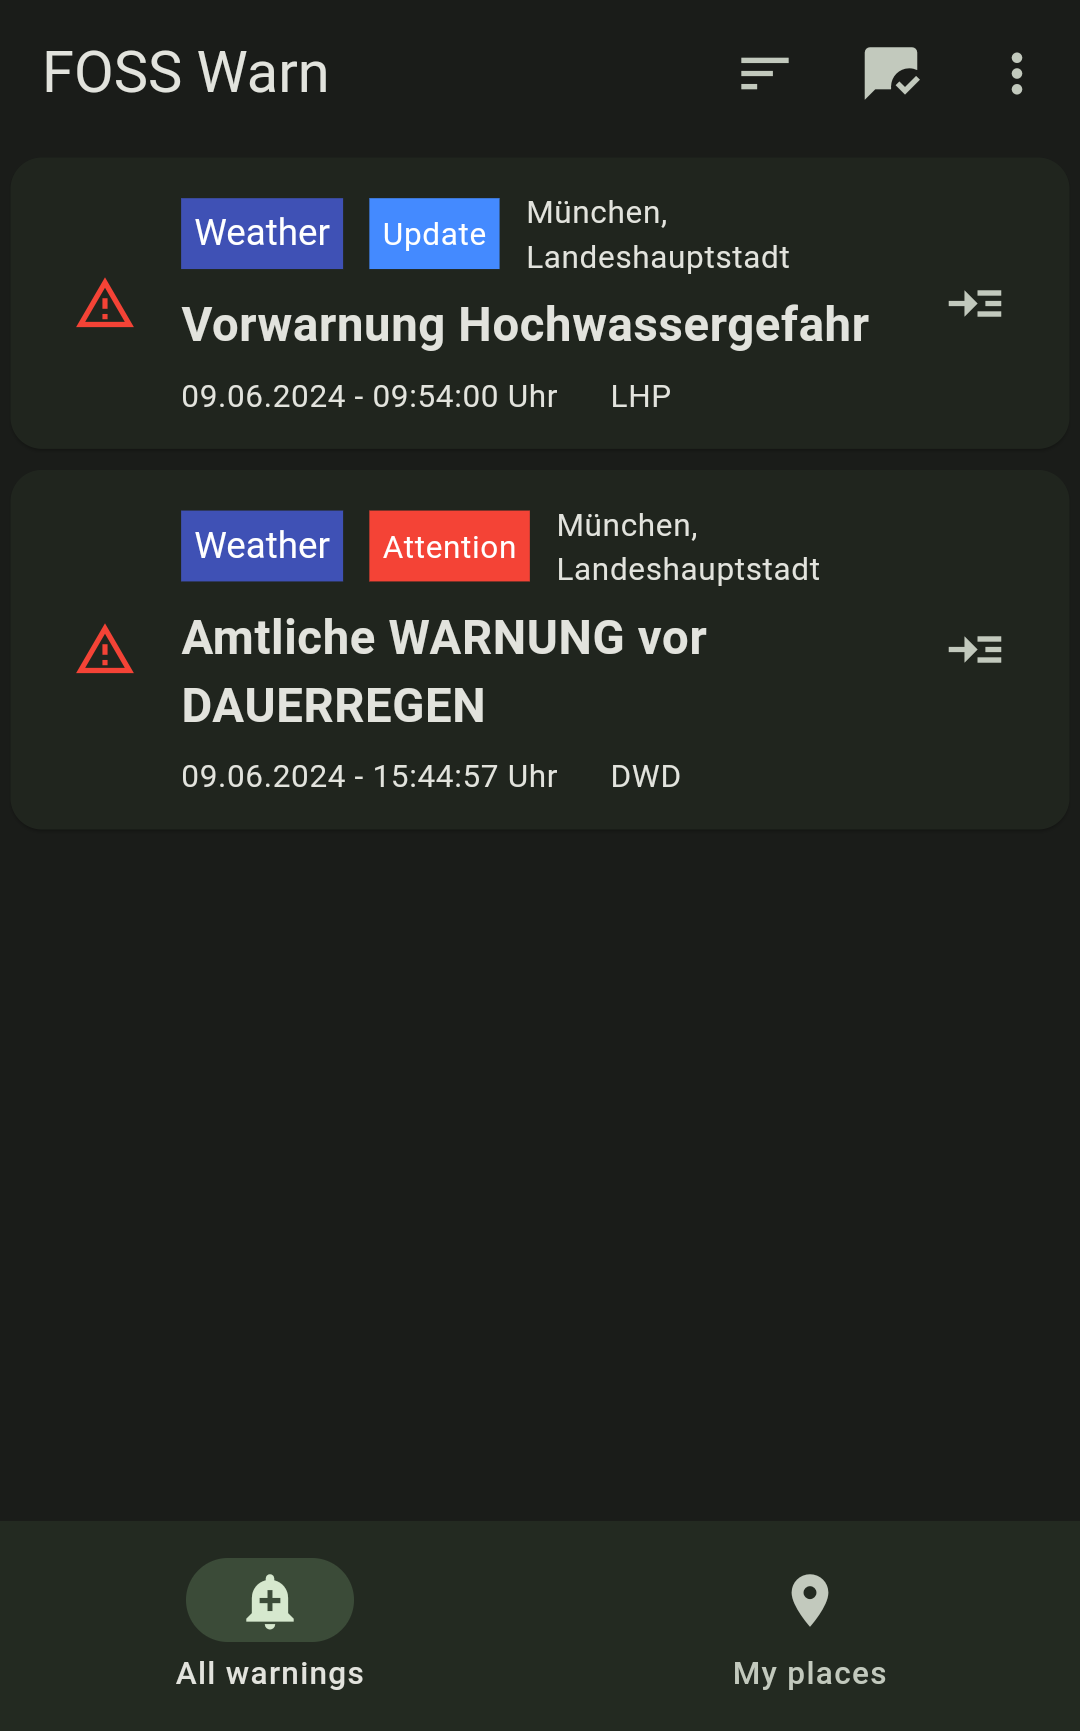 FOSS Warn
Weather
Update
München,
Landeshauptstadt
Vorwarnung Hochwassergefahr
09.06.2024 - 09:54:00 Uhr LHP
Weather
Attention
München,
Landeshauptstadt
Amtliche WARNUNG vor
DAUERREGEN
09.06.2024 - 15:44:57 Uhr DWD
All warnings
My places